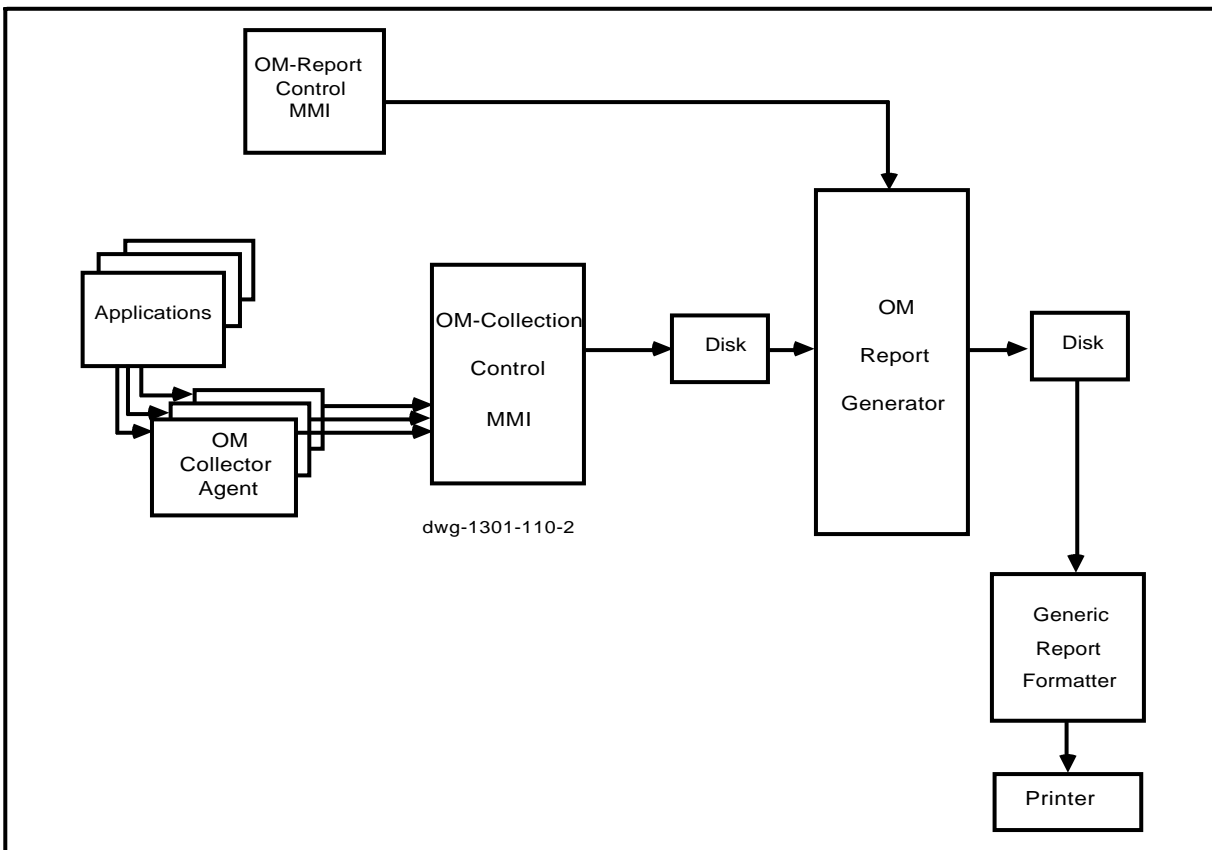 OM-Report
Control
MMI
Applications
OM
Collector
Agent
OM-Collection
Control
MMI
dwg-1301-110-2
Disk
OM
Report
Generator
Disk
Generic
Report
Formatter
Printer